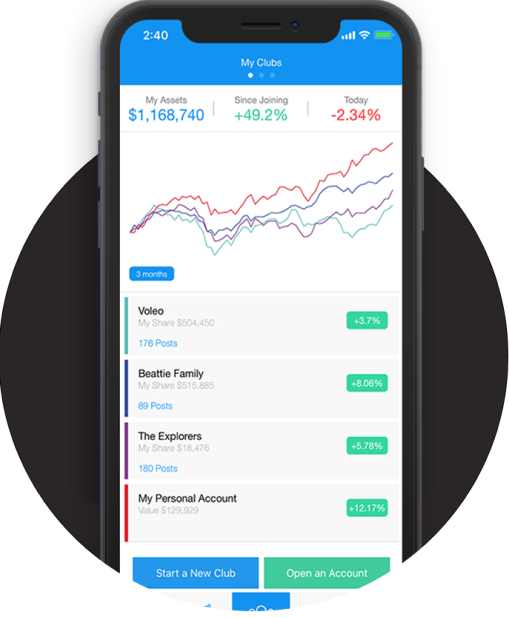 2:40
My Clubs
My Assets Since Joining Today
$1,168,740 +49.2% -2.34%
3 months
Voleo
My Share $504,450
+3.7%
176 Posts
Beattie Family
My Share $515,885
+8.06%
89 Posts
The Explorers
My Share $18,476
+5.78%
180 Posts
My Personal Account
Value $129,929
+12.17%
Start a New Club Open an Account